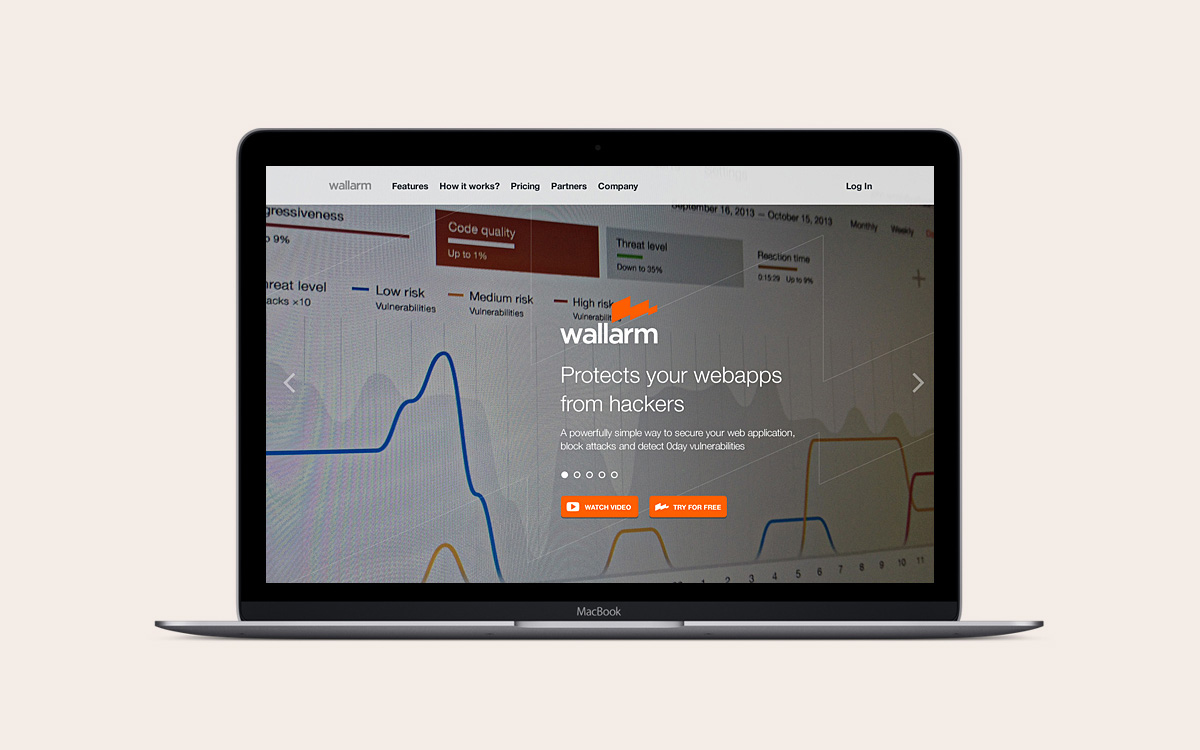 wallarm Features How it works? Pricing Partners Company Log In
September 16, 2013 — October 15, 2013 Monthly Weekly
gressiveness
9%
Code quality
Up to 1%
Threat level
Down to 35%
Reaction time
0:15:29 Up to 9%
reat level
acks ×10
Low risk
Vulnerabilities
Medium risk
Vulnerabilities
High risk
wallarm
Protects your webapps
from hackers
A powerfully simple way to secure your web application,
block attacks and detect 0day vulnerabilities
WATCH VIDEO TRY FOR FREE
1 2 3 4 5 6 7 8 9 10 11
MacBook